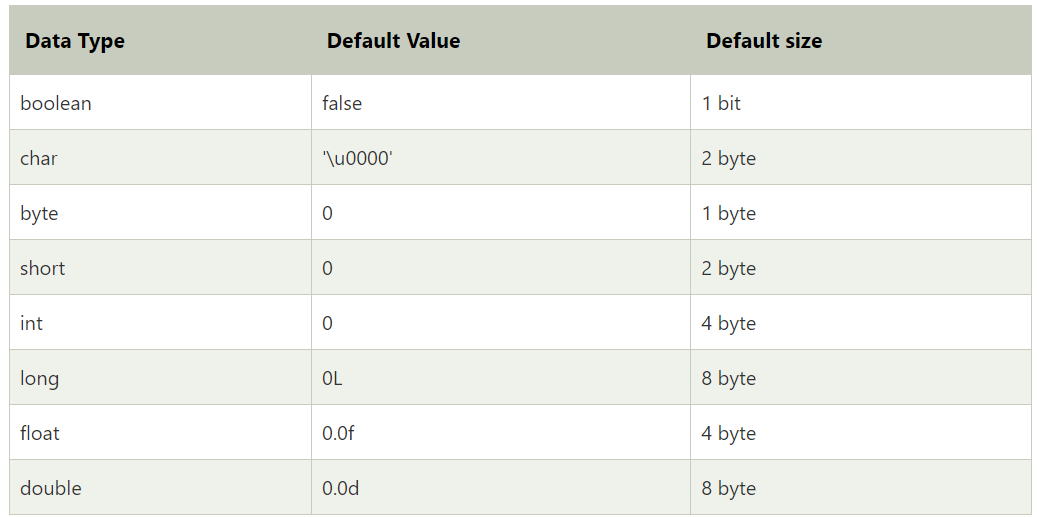 Data Type Default Value Default size
boolean false 1 bit
char '\u0000' 2 byte
byte 0 1 byte
short 0 2 byte
int 0 4 byte
long 0L 8 byte
float 0.0f 4 byte
double 0.0d 8 byte